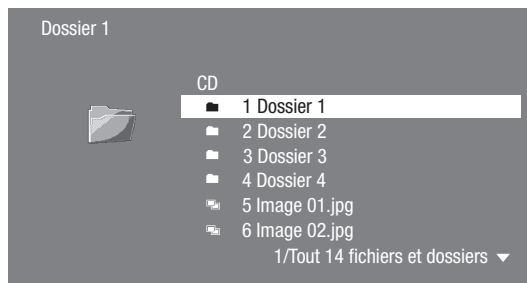 Dossier 1
CD
1 Dossier 1
2 Dossier 2
3 Dossier 3
4 Dossier 4
5 Image 01.jpg
6 Image 02.jpg
1/Tout 14 fichiers et dossiers